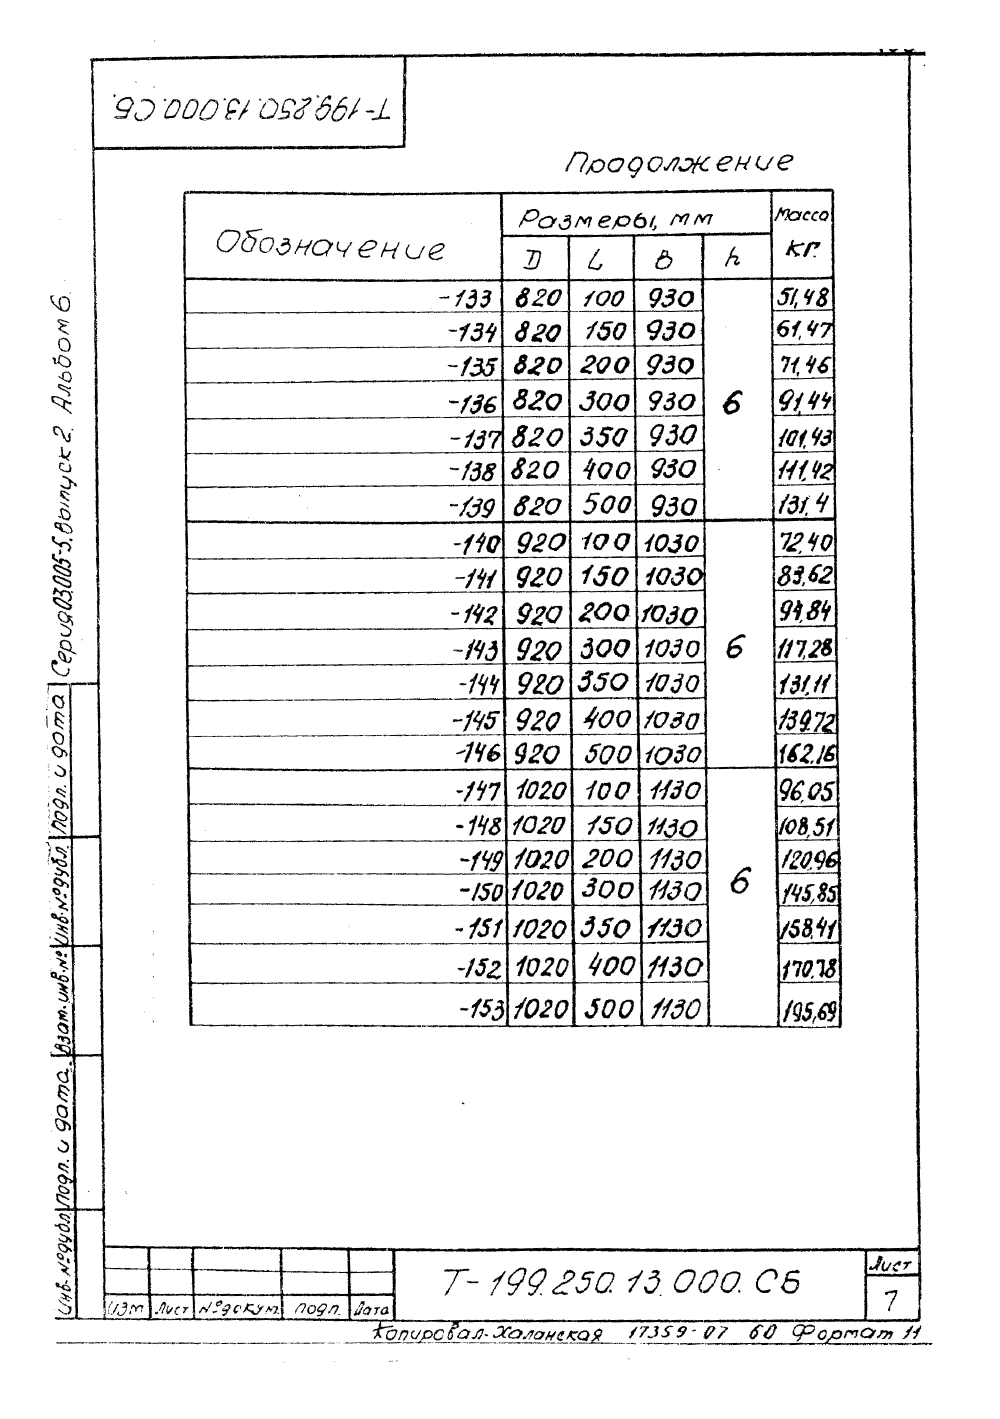 Т-199.250.13.000.СБ.
Продолжение
Обозначение Размеры, мм Масса кг.
D L B h
-133 820 100 930 6 51,48
-134 820 150 930 61,47
-135 820 200 930 71,46
-136 820 300 930 91,44
-137 820 350 930 101,43
-138 820 400 930 111,42
-139 820 500 930 131,4
-140 920 100 1030 6 72,40
-141 920 150 1030 83,62
-142 920 200 1030 94,84
-143 920 300 1030 117,28
-144 920 350 1030 131,11
-145 920 400 1030 139,72
-146 920 500 1030 162,16
-147 1020 100 1130 6 96,05
-148 1020 150 1130 108,51
-149 1020 200 1130 120,96
-150 1020 300 1130 145,85
-151 1020 350 1130 158,41
-152 1020 400 1130 170,78
-153 1020 500 1130 195,69
Серия 03.005-5. Выпуск 2. Альбом 6.
Инв-№ дубл. Подп. и дата. Взам. инв. № Инв-№ дубл. Подп. и дата
Изм Лист № докум. Подп. Дата
Т-199.250.13.000.СБ
Лист
7
Копировал-Халанская 17359-07 60 Формат 11